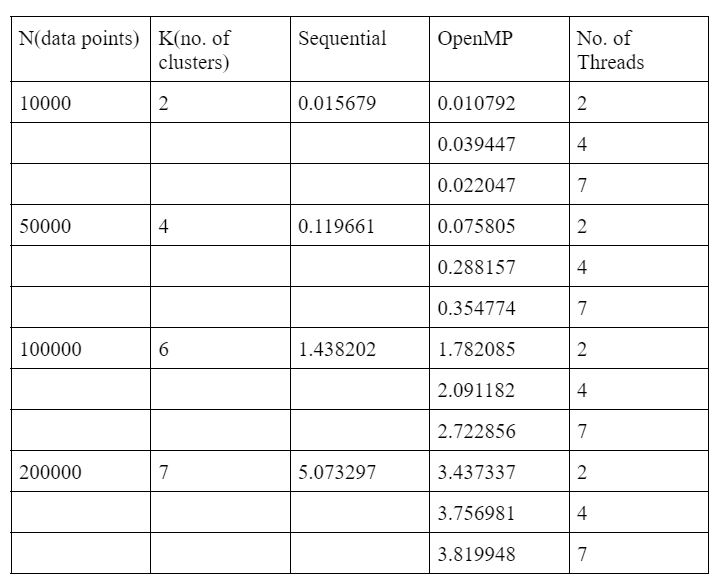 N(data points) K(no. of clusters) Sequential OpenMP No. of Threads
10000 2 0.015679 0.010792 2
0.039447 4
0.022047 7
50000 4 0.119661 0.075805 2
0.288157 4
0.354774 7
100000 6 1.438202 1.782085 2
2.091182 4
2.722856 7
200000 7 5.073297 3.437337 2
3.756981 4
3.819948 7